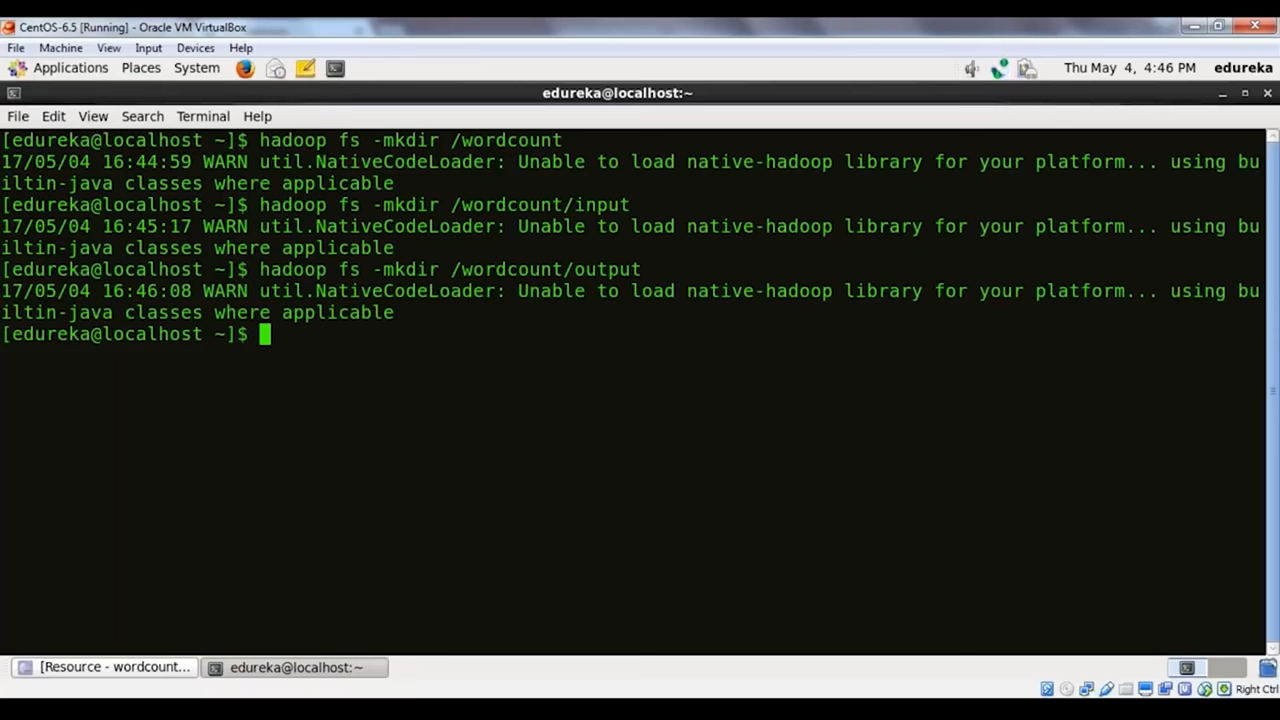 CentOS-6.5 [Running] - Oracle VM VirtualBox
File Machine View Input Devices Help
Applications Places System Thu May 4, 4:46 PM edureka
edureka@localhost:~
File Edit View Search Terminal Help
[edureka@localhost ~]$ hadoop fs -mkdir /wordcount
17/05/04 16:44:59 WARN util.NativeCodeLoader: Unable to load native-hadoop library for your platform... using bu
iltin-java classes where applicable
[edureka@localhost ~]$ hadoop fs -mkdir /wordcount/input
17/05/04 16:45:17 WARN util.NativeCodeLoader: Unable to load native-hadoop library for your platform... using bu
iltin-java classes where applicable
[edureka@localhost ~]$ hadoop fs -mkdir /wordcount/output
17/05/04 16:46:08 WARN util.NativeCodeLoader: Unable to load native-hadoop library for your platform... using bu
iltin-java classes where applicable
[edureka@localhost ~]$
[Resource - wordcount... edureka@localhost:~
Right Ctrl